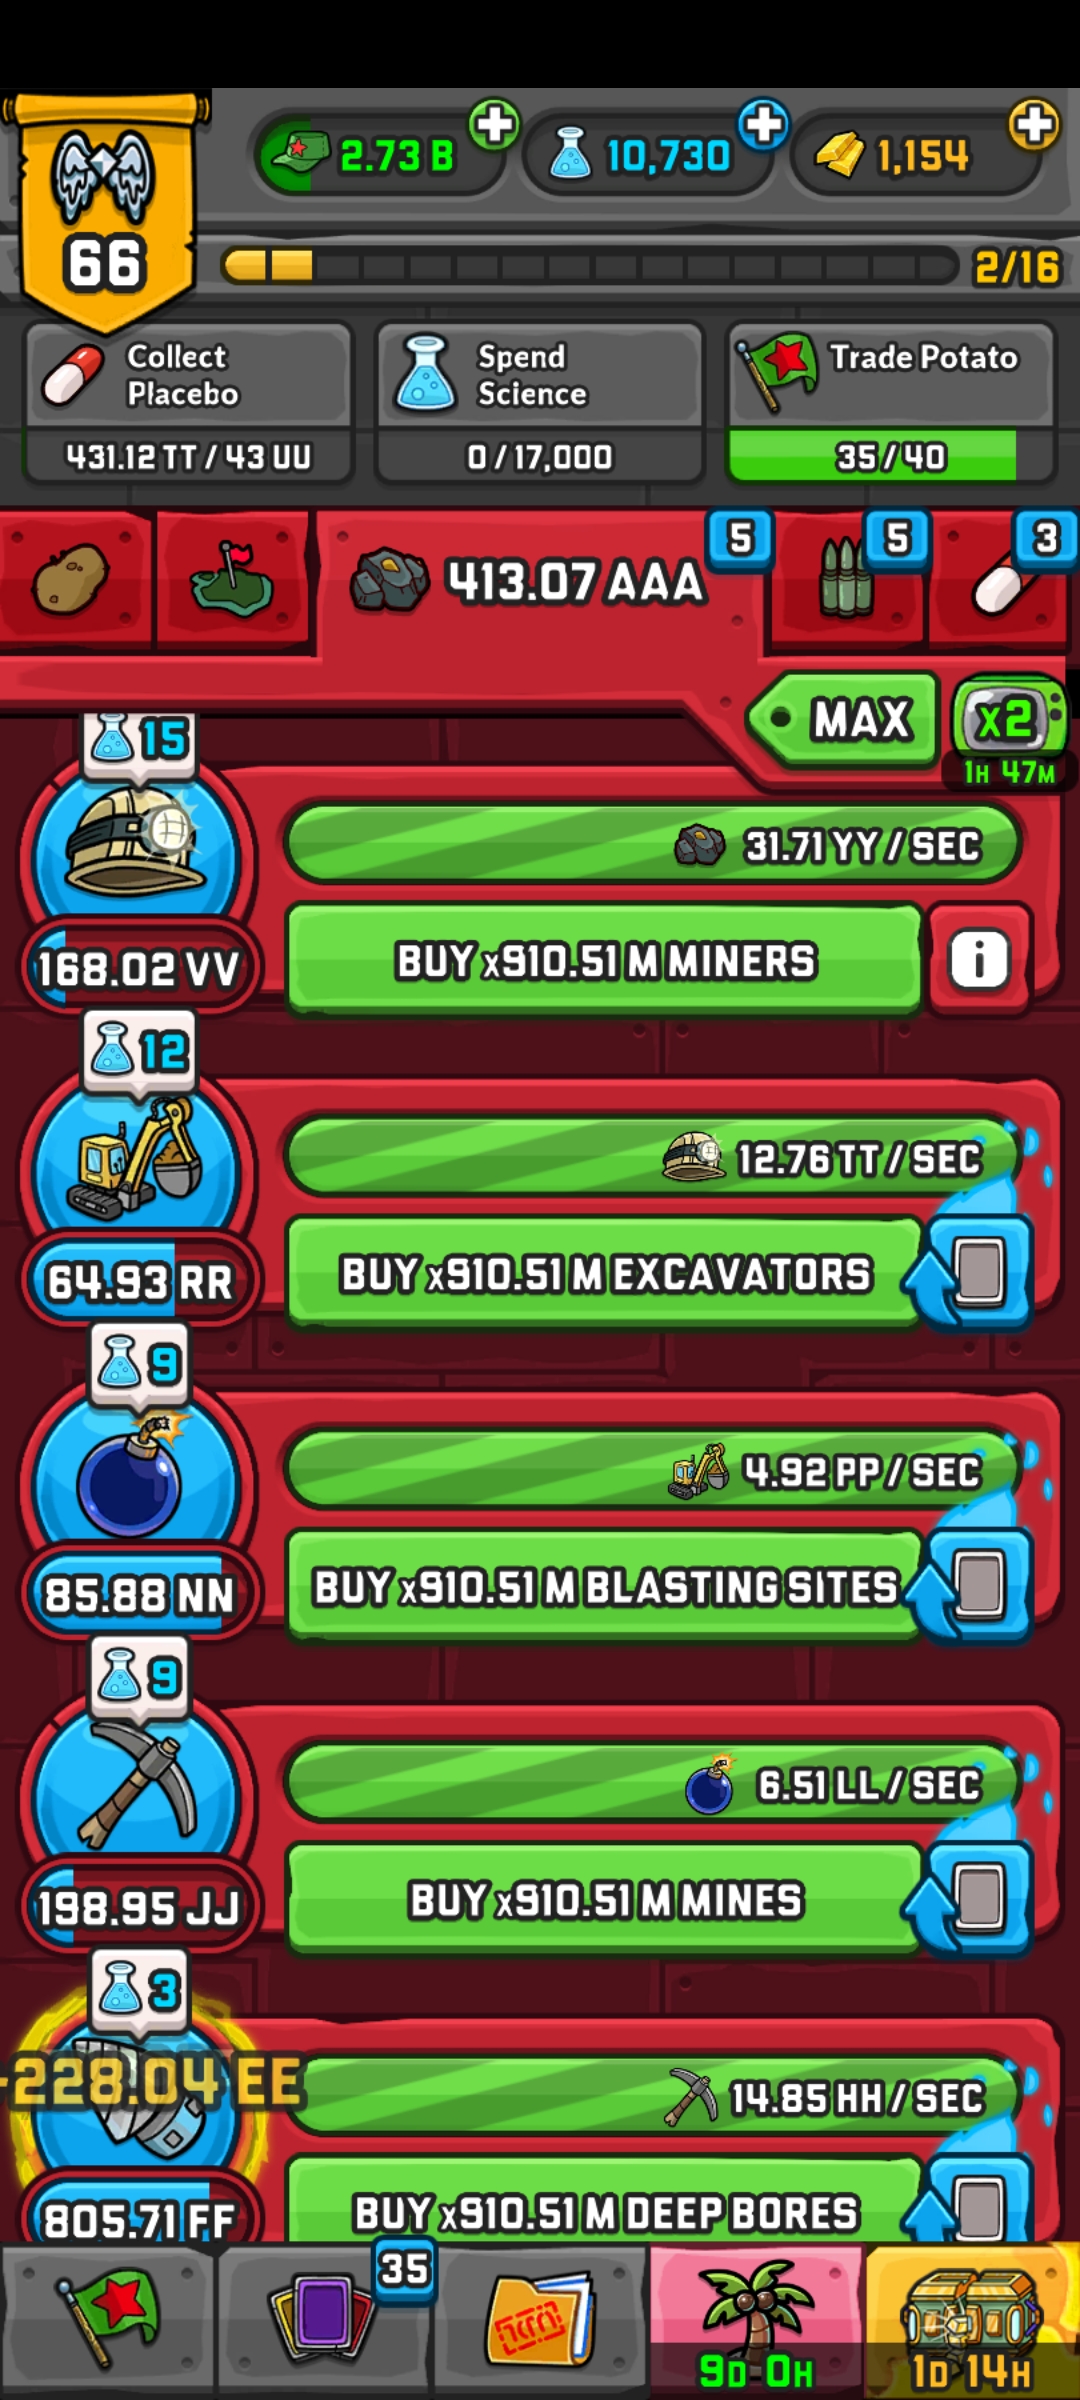 2.73 B
10,730
1,154
66
2/16
Collect
Placebo
Spend
Science
Trade Potato
431.12 TT / 43 UU
0 / 17,000
35 / 40
413.07 AAA
5
5
3
MAX
x2
1H 47M
15
31.71 YY / SEC
168.02 VV
BUY x910.51 M MINERS
i
12
12.76 TT / SEC
64.93 RR
BUY x910.51 M EXCAVATORS
9
4.92 PP / SEC
85.88 NN
BUY x910.51 M BLASTING SITES
9
6.51 LL / SEC
198.95 JJ
BUY x910.51 M MINES
3
-228.04 EE
14.85 HH / SEC
805.71 FF
BUY x910.51 M DEEP BORES
35
9D 0H
1D 14H